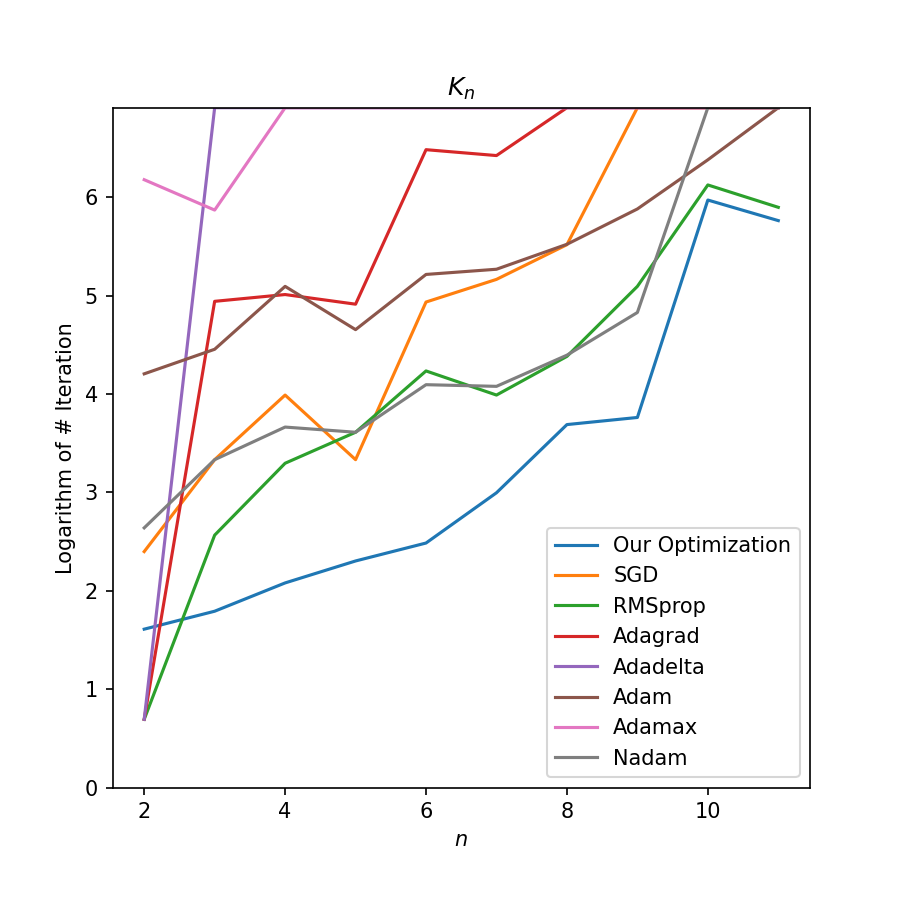 Kn
Logarithm of # Iteration
6
5
4
3
2
1
0
2 4 6 8 10
n
Our Optimization
SGD
RMSprop
Adagrad
Adadelta
Adam
Adamax
Nadam